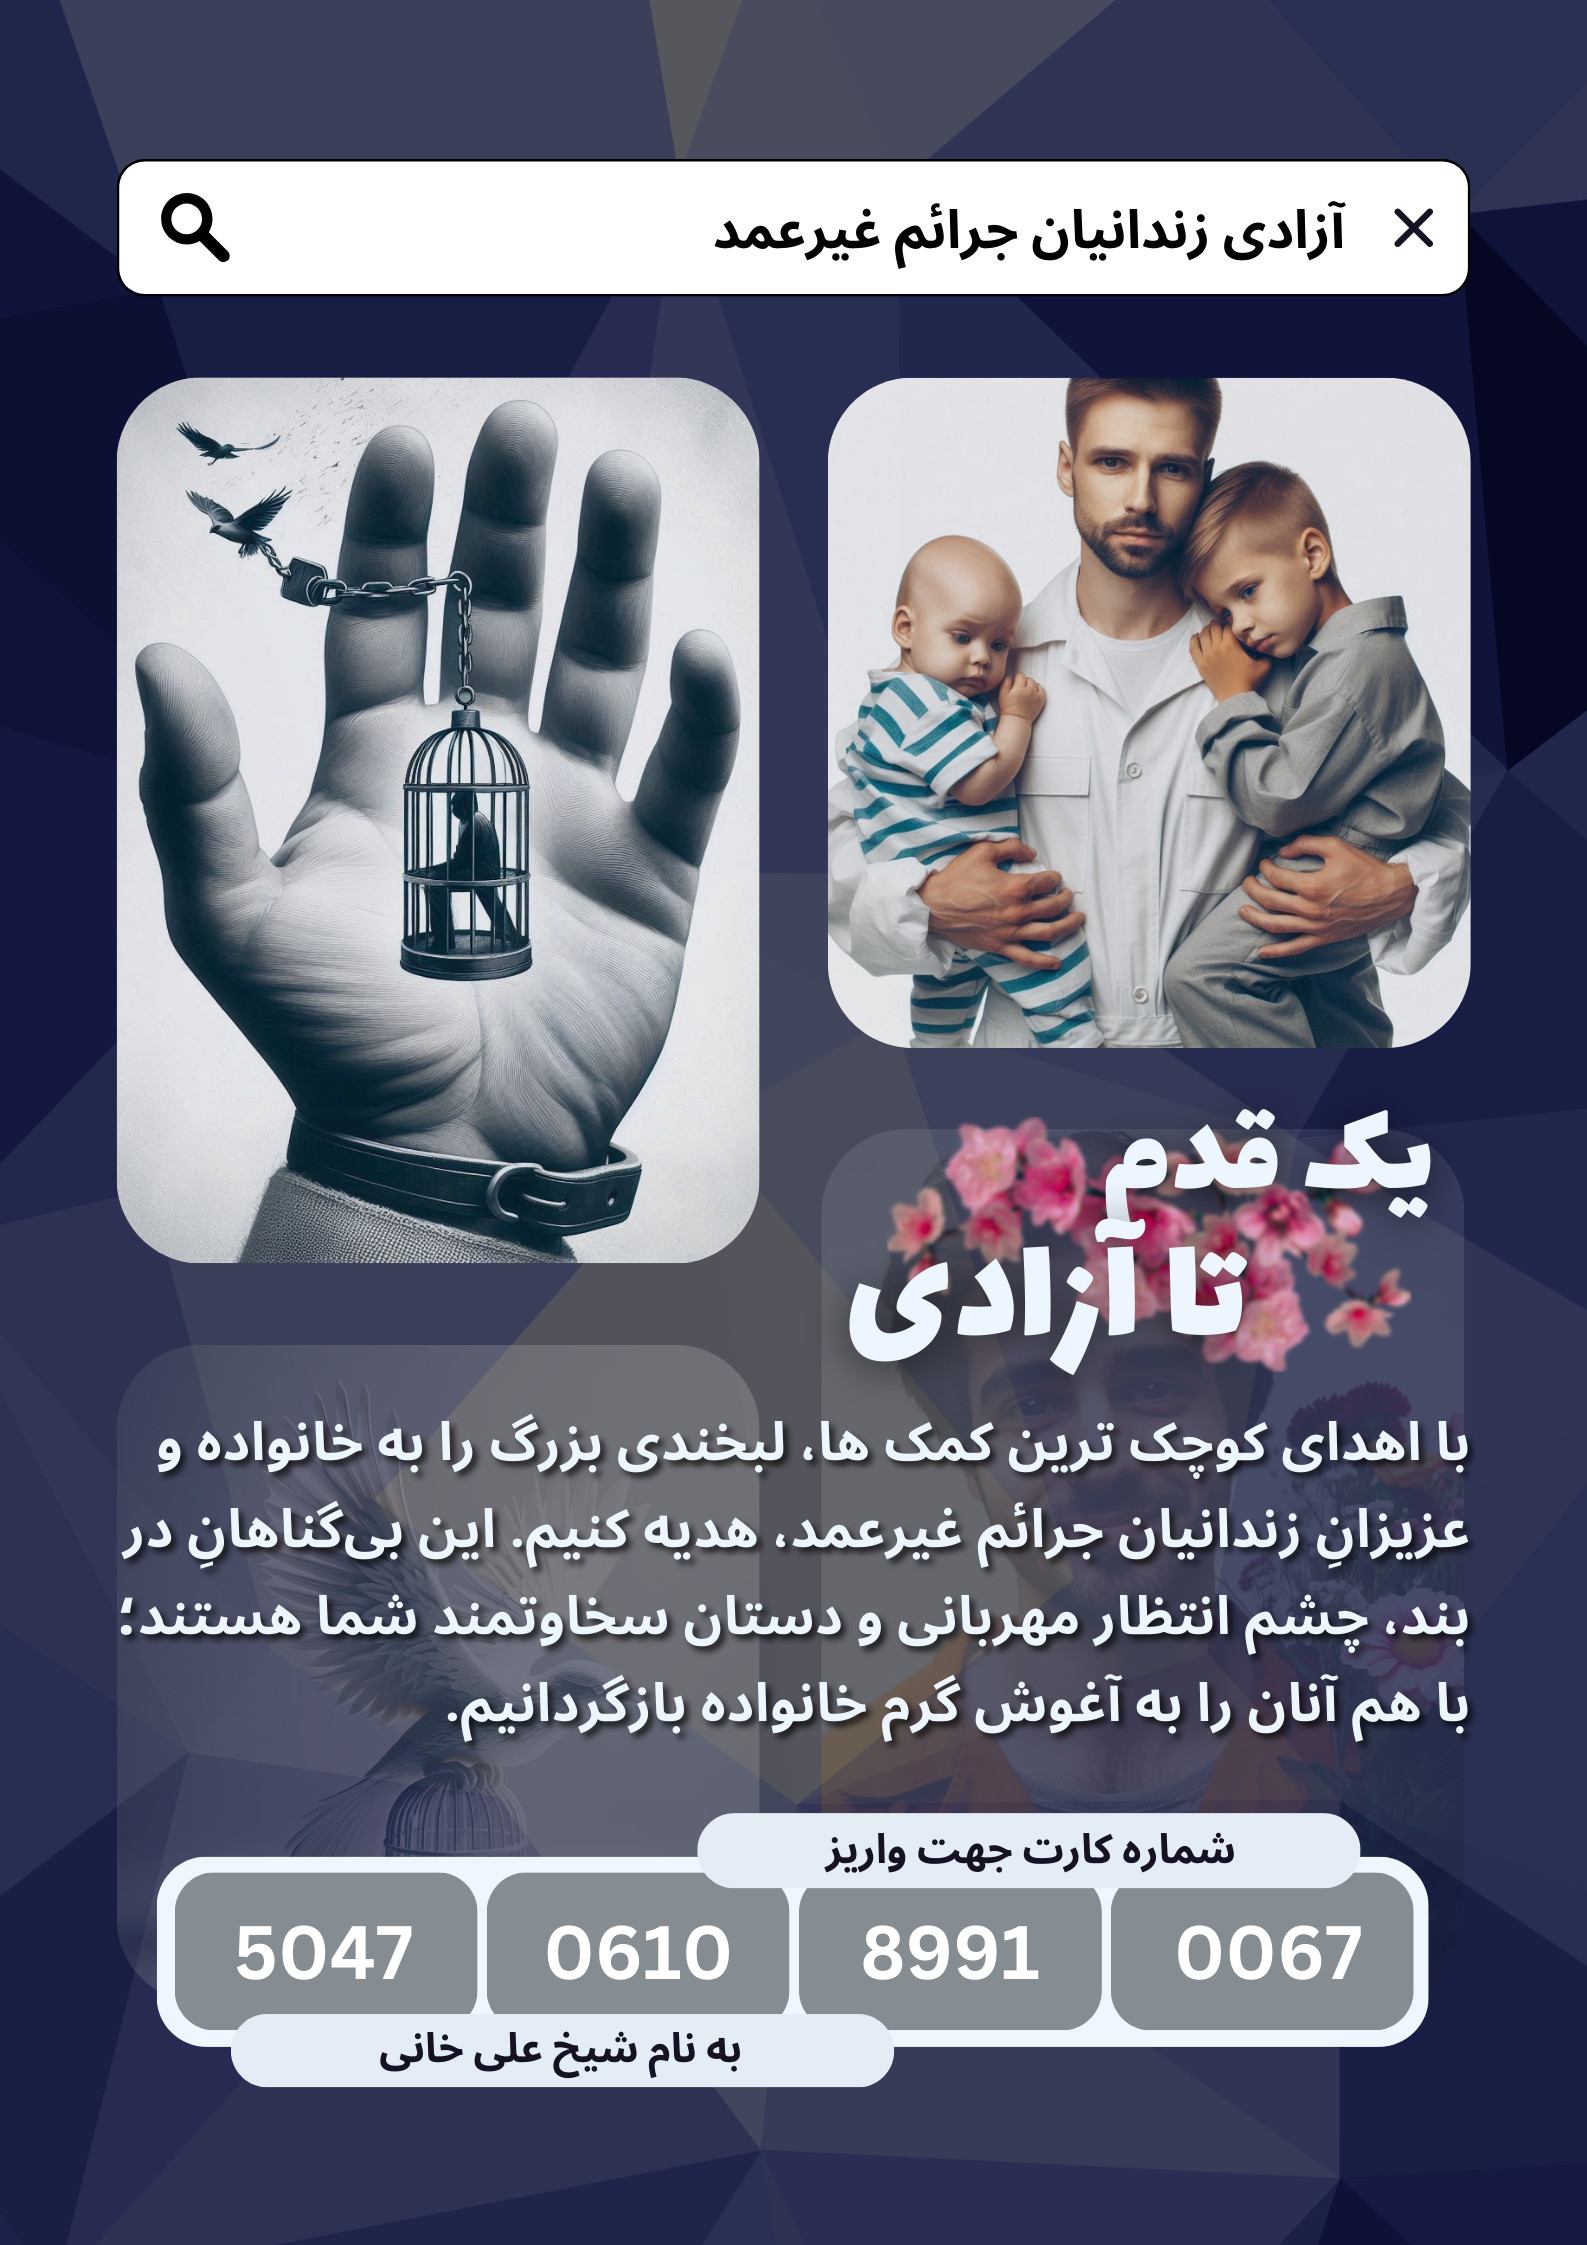 آزادی زندانیان جرائم غیرعمد
یک قدم
تا آزادی
با اهدای کوچک ترین کمک ها، لبخندی بزرگ را به خانواده و
عزیزانِ زندانیان جرائم غیرعمد، هدیه کنیم. این بی‌گناهانِ در
بند، چشم انتظار مهربانی و دستان سخاوتمند شما هستند؛
با هم آنان را به آغوش گرم خانواده بازگردانیم.
شماره کارت جهت واریز
5047 0610 8991 0067
به نام شیخ علی خانی